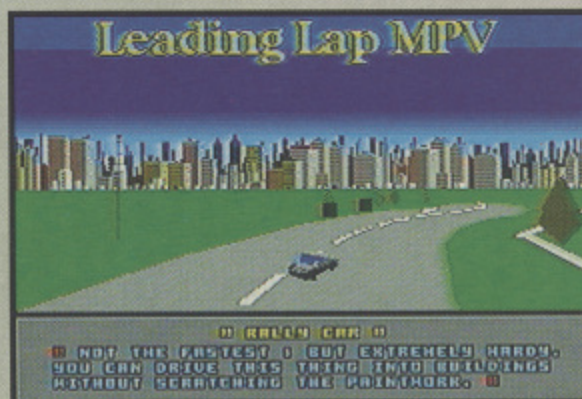 Leading Lap MPV
" RALLY CAR "
" NOT THE FASTEST ; BUT EXTREMELY HARDY.
YOU CAN DRIVE THIS THING INTO BUILDINGS
WITHOUT SCRATCHING THE PAINTWORK. "